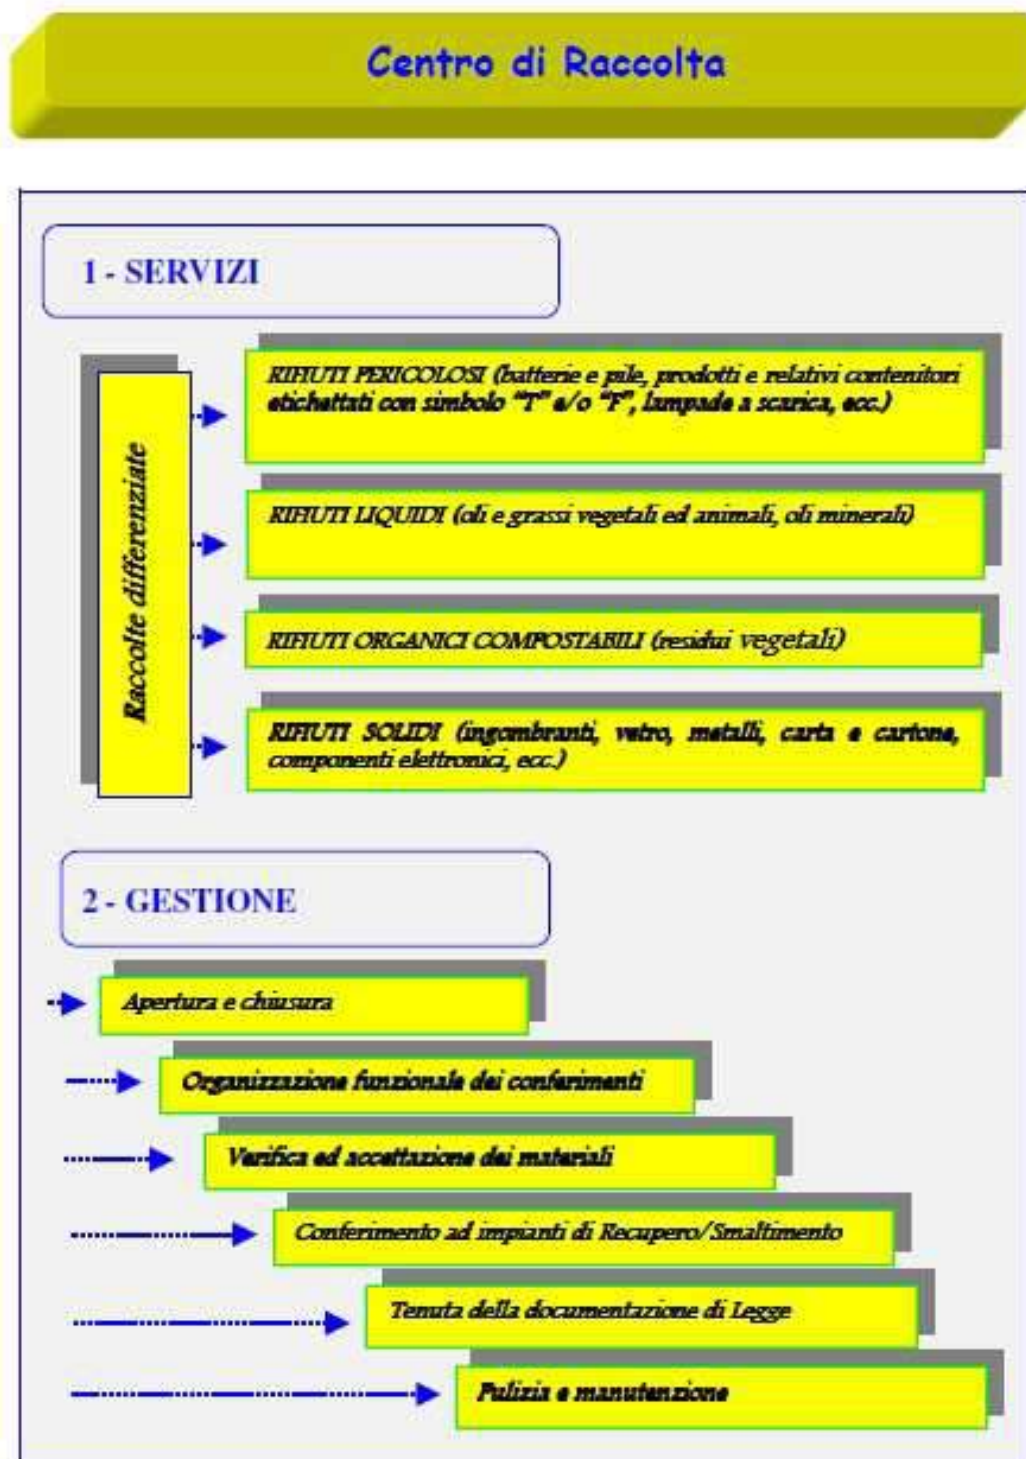 Centro di Raccolta
1 - SERVIZI
Raccolte differenziate
RIFIUTI PERICOLOSI (batterie e pile, prodotti e relativi contenitori
etichettati con simbolo “T” e/o “F”, lampade a scarica, ecc.)
RIFIUTI LIQUIDI (oli e grassi vegetali ed animali, oli minerali)
RIFIUTI ORGANICI COMPOSTABILI (residui vegetali)
RIFIUTI SOLIDI (ingombranti, vetro, metalli, carta e cartone,
componenti elettronici, ecc.)
2 - GESTIONE
Apertura e chiusura
Organizzazione funzionale dei conferimenti
Verifica ed accettazione dei materiali
Conferimento ad impianti di Recupero/Smaltimento
Tenuta della documentazione di Legge
Pulizia e manutenzione